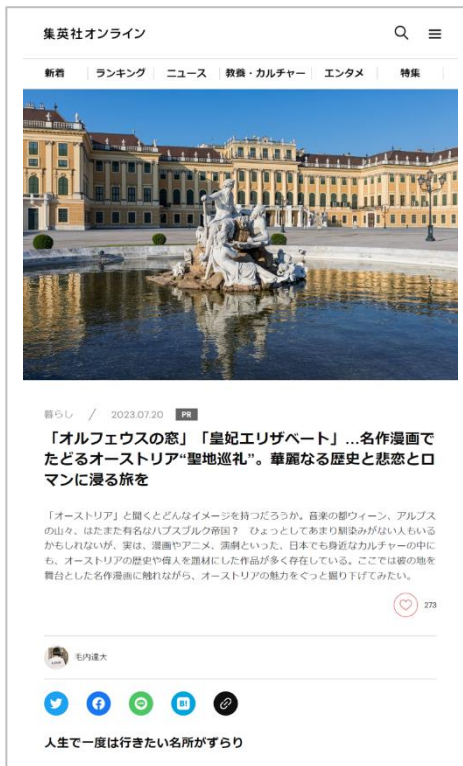 集英社オンライン
新着 ランキング ニュース 教養・カルチャー エンタメ 特集
暮らし / 2023.07.20 PR
「オルフェウスの窓」「皇妃エリザベート」…名作漫画で
たどるオーストリア“聖地巡礼”。華麗なる歴史と悲恋とロ
マンに浸る旅を
「オーストリア」と聞くとどんなイメージを持つだろうか。音楽の都ウィーン、アルプス
の山々、はたまた有名なハプスブルク帝国？ ひょっとしてあまり馴染みがない人もいる
かもしれないが、実は、漫画やアニメ、演劇といった、日本でも身近なカルチャーの中に
も、オーストリアの歴史や偉人を題材にした作品が多く存在している。ここでは彼の地を
舞台とした名作漫画に触れながら、オーストリアの魅力をぐっと掘り下げてみたい。
273
毛内達大
B!
人生で一度は行きたい名所がずらり